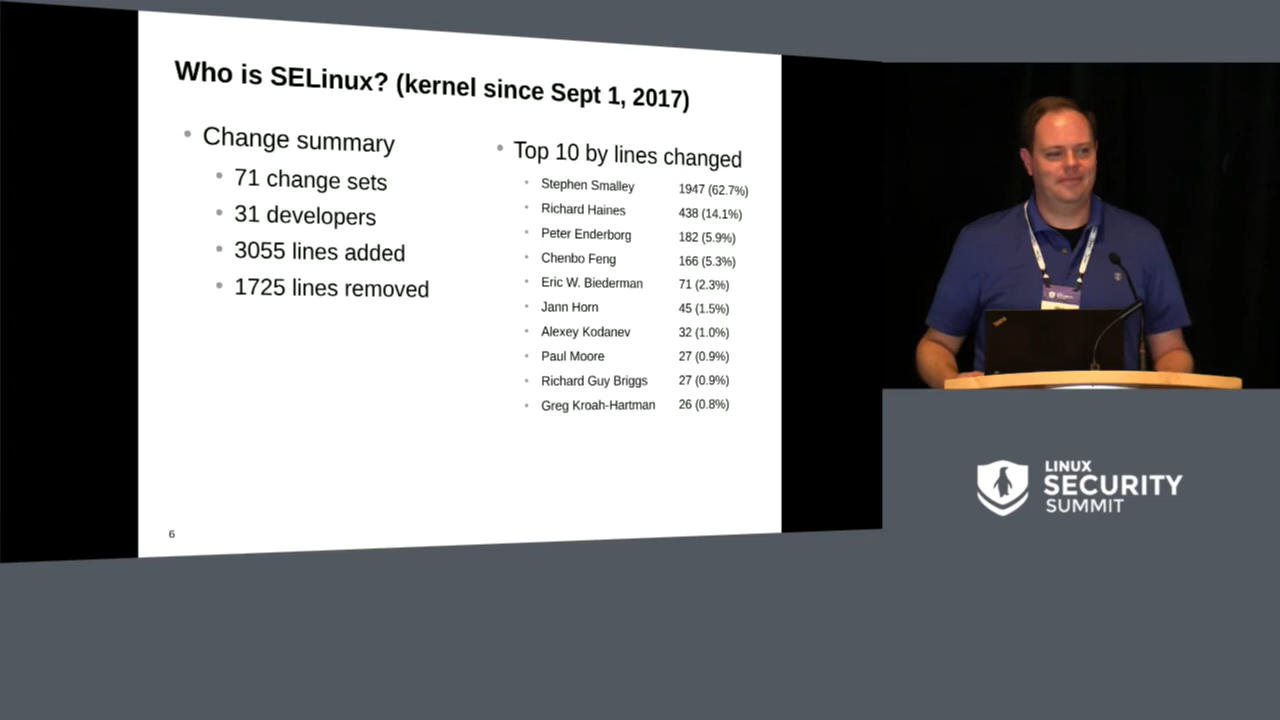 Who is SELinux? (kernel since Sept 1, 2017)
• Change summary
• 71 change sets
• 31 developers
• 3055 lines added
• 1725 lines removed
• Top 10 by lines changed
• Stephen Smalley 1947 (62.7%)
• Richard Haines 438 (14.1%)
• Peter Enderborg 182 (5.9%)
• Chenbo Feng 166 (5.3%)
• Eric W. Biederman 71 (2.3%)
• Jann Horn 45 (1.5%)
• Alexey Kodanev 32 (1.0%)
• Paul Moore 27 (0.9%)
• Richard Guy Briggs 27 (0.9%)
• Greg Kroah-Hartman 26 (0.8%)
6
LINUX
SECURITY
SUMMIT